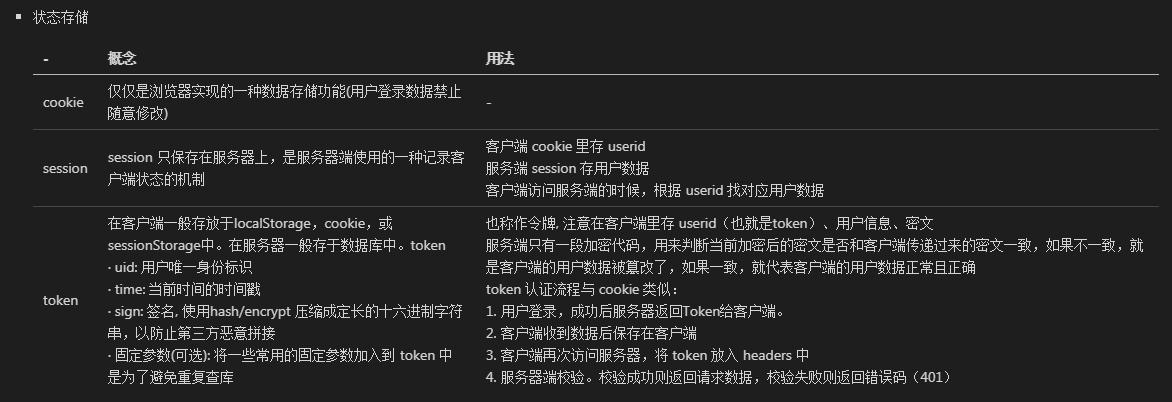 ▪ 状态存储
- 概念 用法
cookie 仅仅是浏览器实现的一种数据存储功能(用户登录数据禁止
随意修改) -
session session 只保存在服务器上，是服务器端使用的一种记录客
户端状态的机制
客户端 cookie 里存 userid
服务端 session 存用户数据
客户端访问服务端的时候，根据 userid 找对应用户数据
token
在客户端一般存放于localStorage，cookie，或
sessionStorage中。在服务器一般存于数据库中。token
· uid: 用户唯一身份标识
· time: 当前时间的时间戳
· sign: 签名, 使用hash/encrypt 压缩成定长的十六进制字符
串，以防止第三方恶意拼接
· 固定参数(可选): 将一些常用的固定参数加入到 token 中
是为了避免重复查库
也称作令牌, 注意在客户端里存 userid（也就是token）、用户信息、密文
服务端只有一段加密代码，用来判断当前加密后的密文是否和客户端传递过来的密文一致，如果不一致，就
是客户端的用户数据被篡改了，如果一致，就代表客户端的用户数据正常且正确
token 认证流程与 cookie 类似：
1. 用户登录，成功后服务器返回Token给客户端。
2. 客户端收到数据后保存在客户端
3. 客户端再次访问服务器，将 token 放入 headers 中
4. 服务器端校验。校验成功则返回请求数据，校验失败则返回错误码（401）